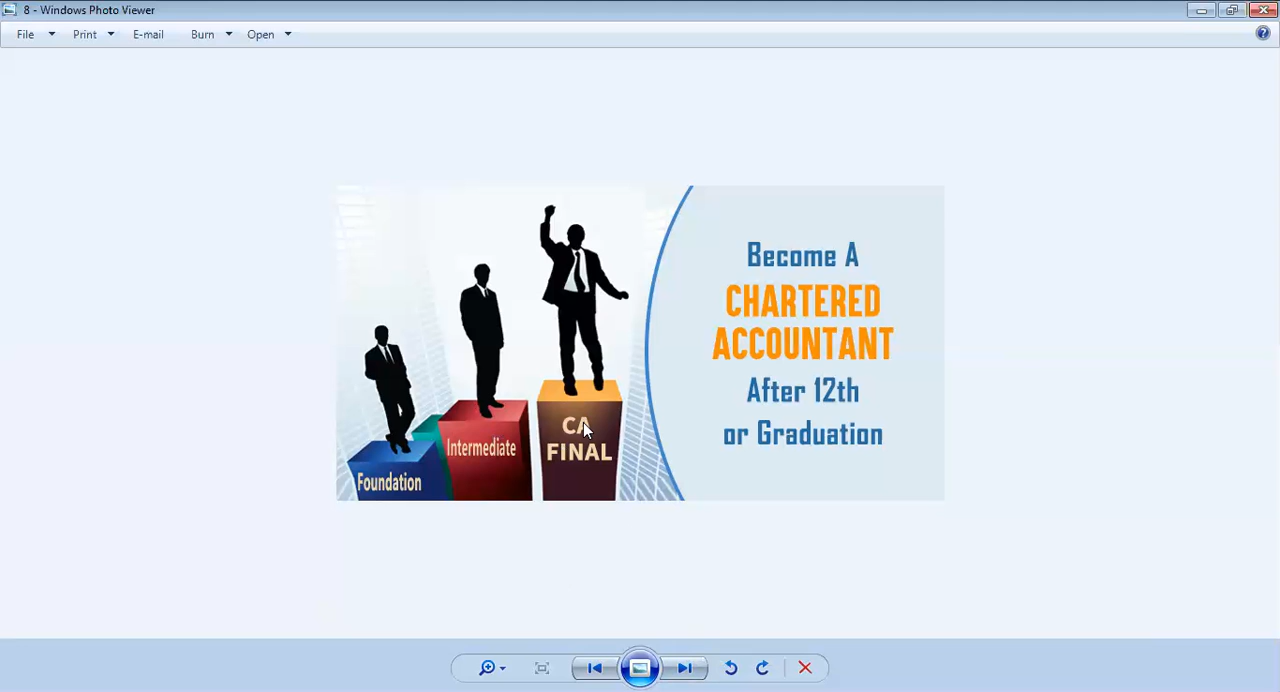 8 - Windows Photo Viewer
File Print E-mail Burn Open
Become A
CHARTERED
ACCOUNTANT
After 12th
or Graduation
CA
FINAL
Intermediate
Foundation